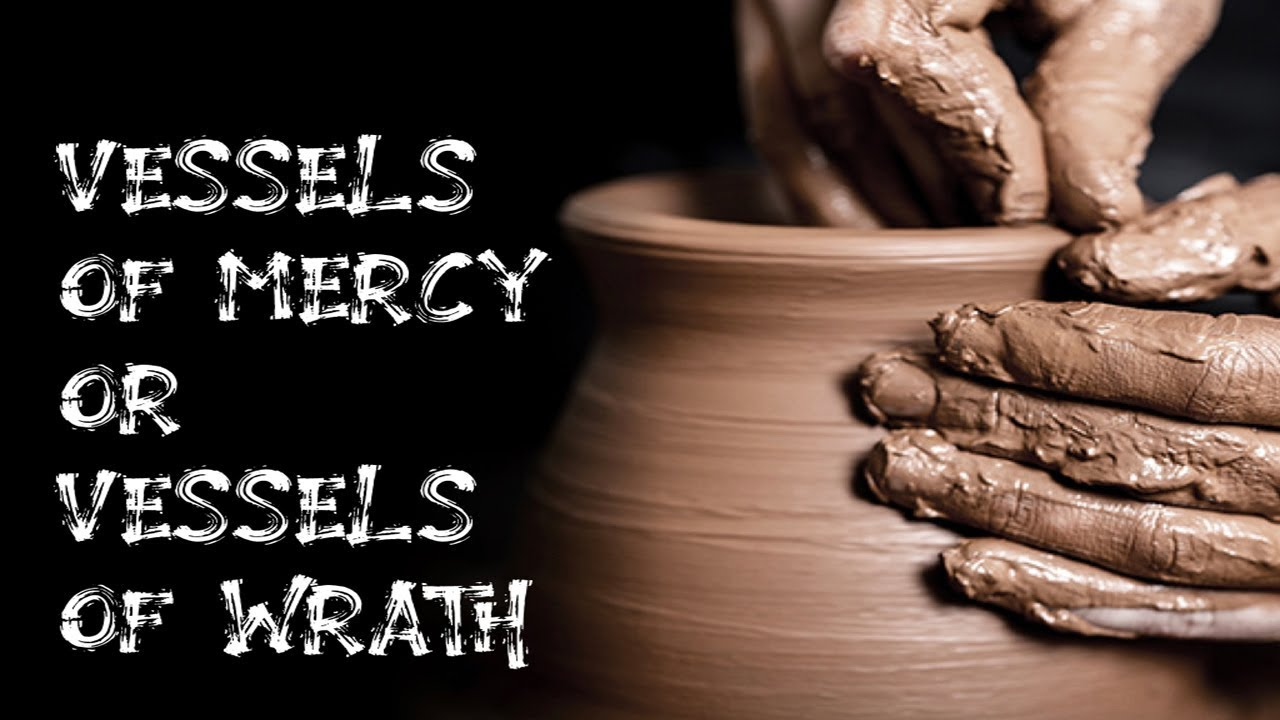 VESSELS
OF MERCY
OR
VESSELS
OF WRATH